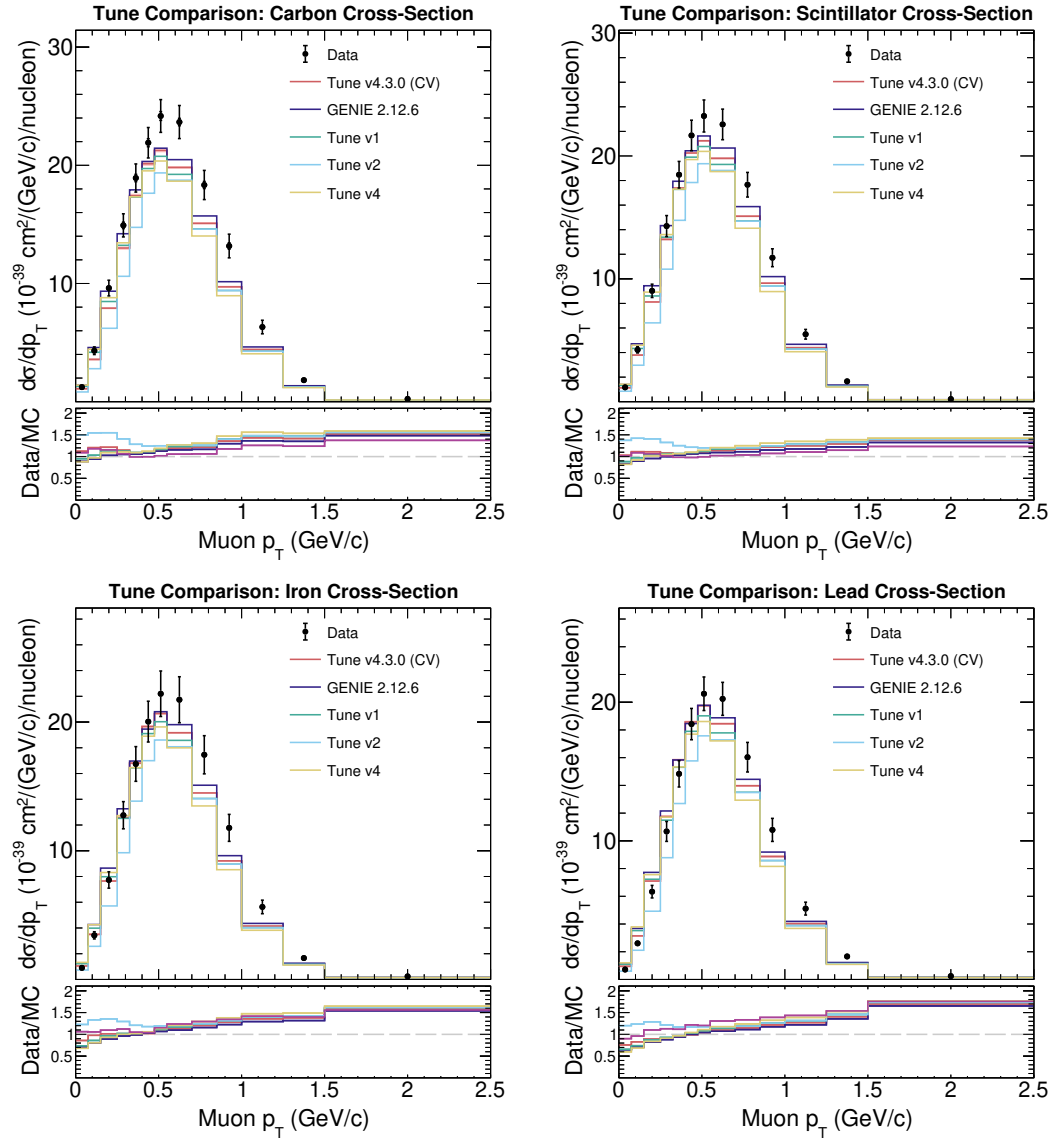 Tune Comparison: Carbon Cross-Section
dσ/dp_T (10^-39 cm^2/(GeV/c)/nucleon)
30
20
10
Data
Tune v4.3.0 (CV)
GENIE 2.12.6
Tune v1
Tune v2
Tune v4
Data/MC
2
1.5
1
0.5
0 0.5 1 1.5 2 2.5
Muon p_T (GeV/c)
Tune Comparison: Scintillator Cross-Section
dσ/dp_T (10^-39 cm^2/(GeV/c)/nucleon)
30
20
10
Data
Tune v4.3.0 (CV)
GENIE 2.12.6
Tune v1
Tune v2
Tune v4
Data/MC
2
1.5
1
0.5
0 0.5 1 1.5 2 2.5
Muon p_T (GeV/c)
Tune Comparison: Iron Cross-Section
dσ/dp_T (10^-39 cm^2/(GeV/c)/nucleon)
20
10
Data
Tune v4.3.0 (CV)
GENIE 2.12.6
Tune v1
Tune v2
Tune v4
Data/MC
2
1.5
1
0.5
0 0.5 1 1.5 2 2.5
Muon p_T (GeV/c)
Tune Comparison: Lead Cross-Section
dσ/dp_T (10^-39 cm^2/(GeV/c)/nucleon)
20
10
Data
Tune v4.3.0 (CV)
GENIE 2.12.6
Tune v1
Tune v2
Tune v4
Data/MC
2
1.5
1
0.5
0 0.5 1 1.5 2 2.5
Muon p_T (GeV/c)